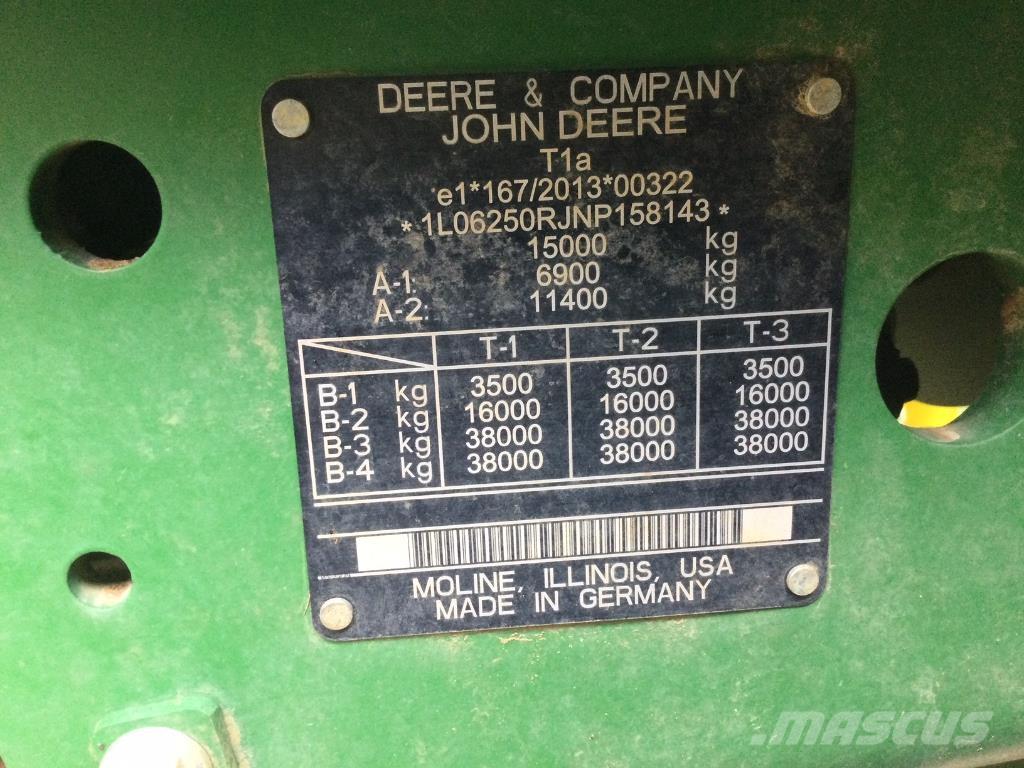 DEERE & COMPANY
JOHN DEERE
T1a
e1*167/2013*00322
*1L06250RJNP158143*
15000 kg
A-1: 6900 kg
A-2: 11400 kg
T-1 T-2 T-3
B-1 kg 3500 3500 3500
B-2 kg 16000 16000 16000
B-3 kg 38000 38000 38000
B-4 kg 38000 38000 38000
MOLINE, ILLINOIS, USA
MADE IN GERMANY
MASCUS